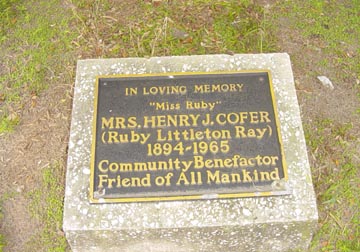 IN LOVING MEMORY
"Miss Ruby"
MRS. HENRY J. COFER
(Ruby Littleton Ray)
1894-1965
Community Benefactor
Friend of All Mankind